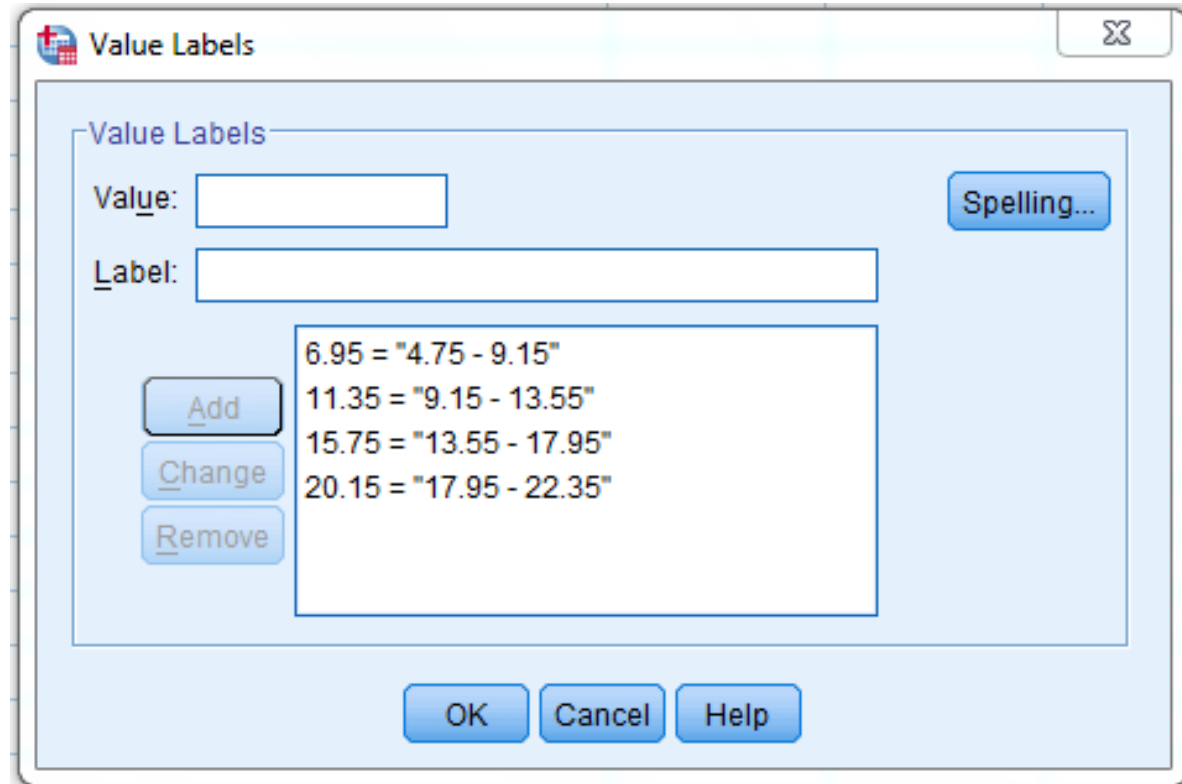 Value Labels
Value Labels
Value:
Spelling...
Label:
Add
Change
Remove
6.95 = "4.75 - 9.15"
11.35 = "9.15 - 13.55"
15.75 = "13.55 - 17.95"
20.15 = "17.95 - 22.35"
OK Cancel Help